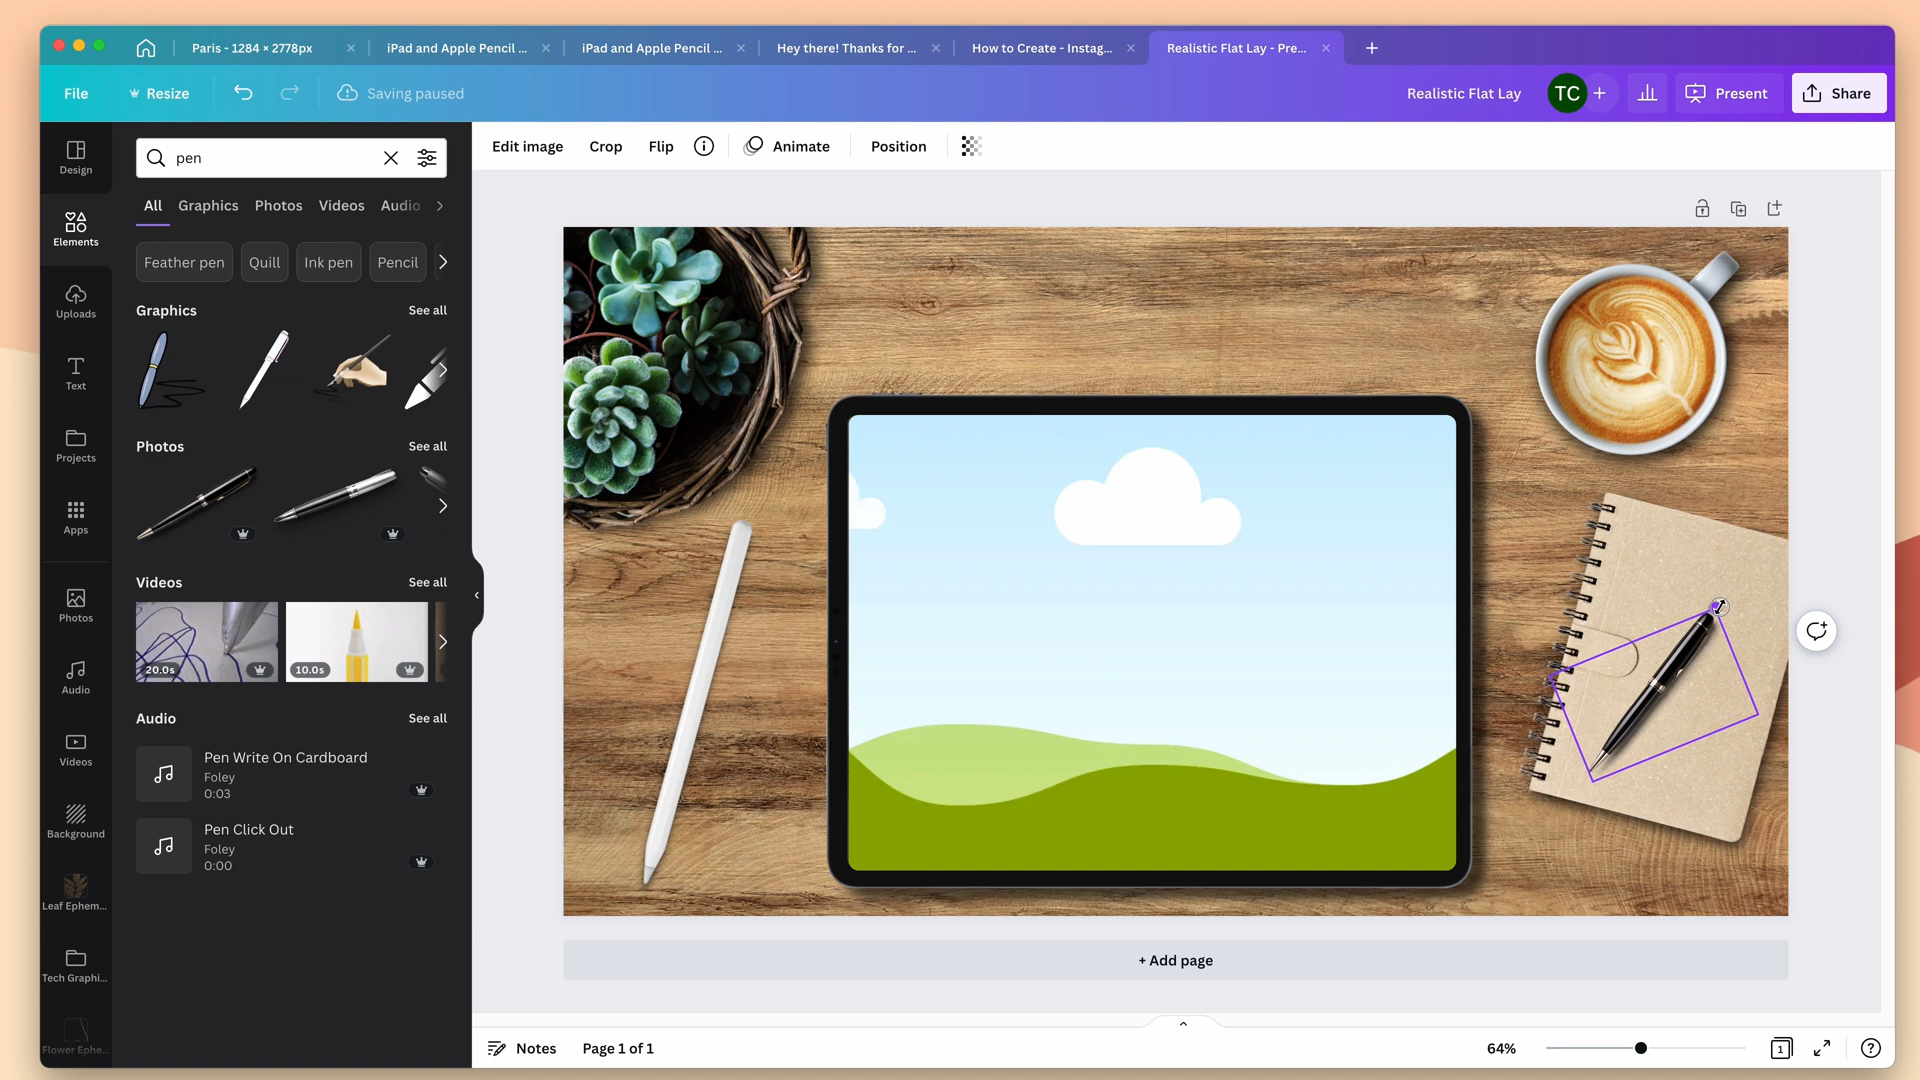 Paris - 1284 × 2778px
iPad and Apple Pencil ...
iPad and Apple Pencil ...
Hey there! Thanks for ...
How to Create - Instag...
Realistic Flat Lay - Pre...
File
Resize
Saving paused
Realistic Flat Lay
TC
Present
Share
Design
Elements
Uploads
Text
Projects
Apps
Photos
Audio
Videos
Background
Leaf Ephem...
Tech Graphi...
Flower Ephe...
pen
All
Graphics
Photos
Videos
Audio
Feather pen
Quill
Ink pen
Pencil
Graphics
See all
Photos
See all
Videos
See all
20.0s
10.0s
Audio
See all
Pen Write On Cardboard
Foley
0:03
Pen Click Out
Foley
0:00
Edit image
Crop
Flip
Animate
Position
+ Add page
Notes
Page 1 of 1
64%
1